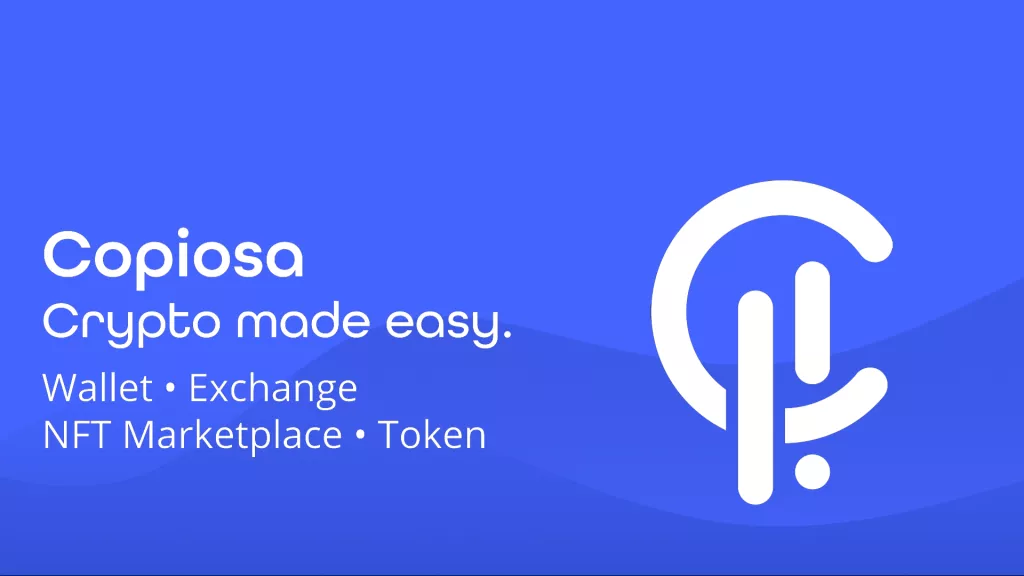 Copiosa
Crypto made easy.
Wallet • Exchange
NFT Marketplace • Token